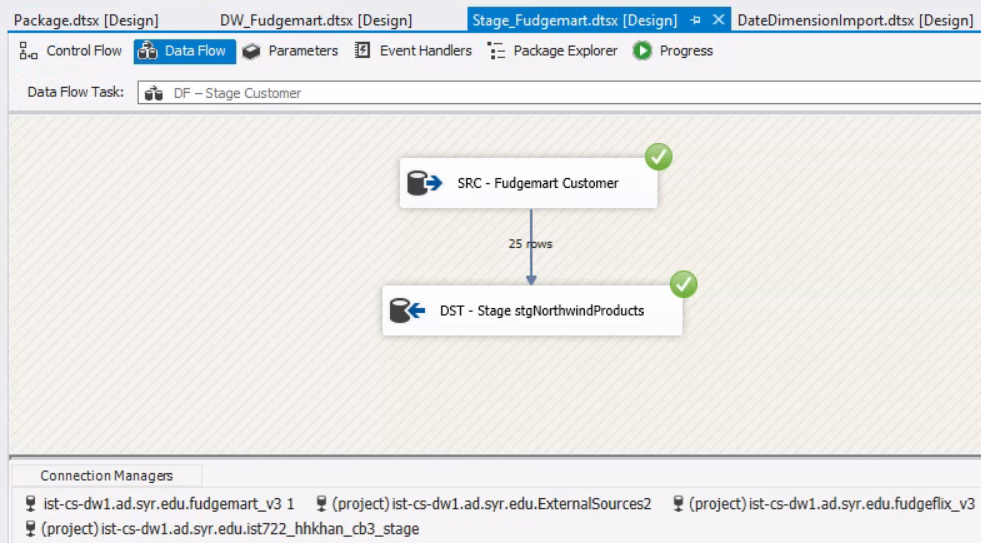 Package.dtsx [Design] DW_Fudgemart.dtsx [Design] Stage_Fudgemart.dtsx [Design] DateDimensionImport.dtsx [Design]
Control Flow Data Flow Parameters Event Handlers Package Explorer Progress
Data Flow Task: DF – Stage Customer
SRC - Fudgemart Customer
25 rows
DST - Stage stgNorthwindProducts
Connection Managers
ist-cs-dw1.ad.syr.edu.fudgemart_v3 1 (project) ist-cs-dw1.ad.syr.edu.ExternalSources2 (project) ist-cs-dw1.ad.syr.edu.fudgeflix_v3
(project) ist-cs-dw1.ad.syr.edu.ist722_hhkhan_cb3_stage